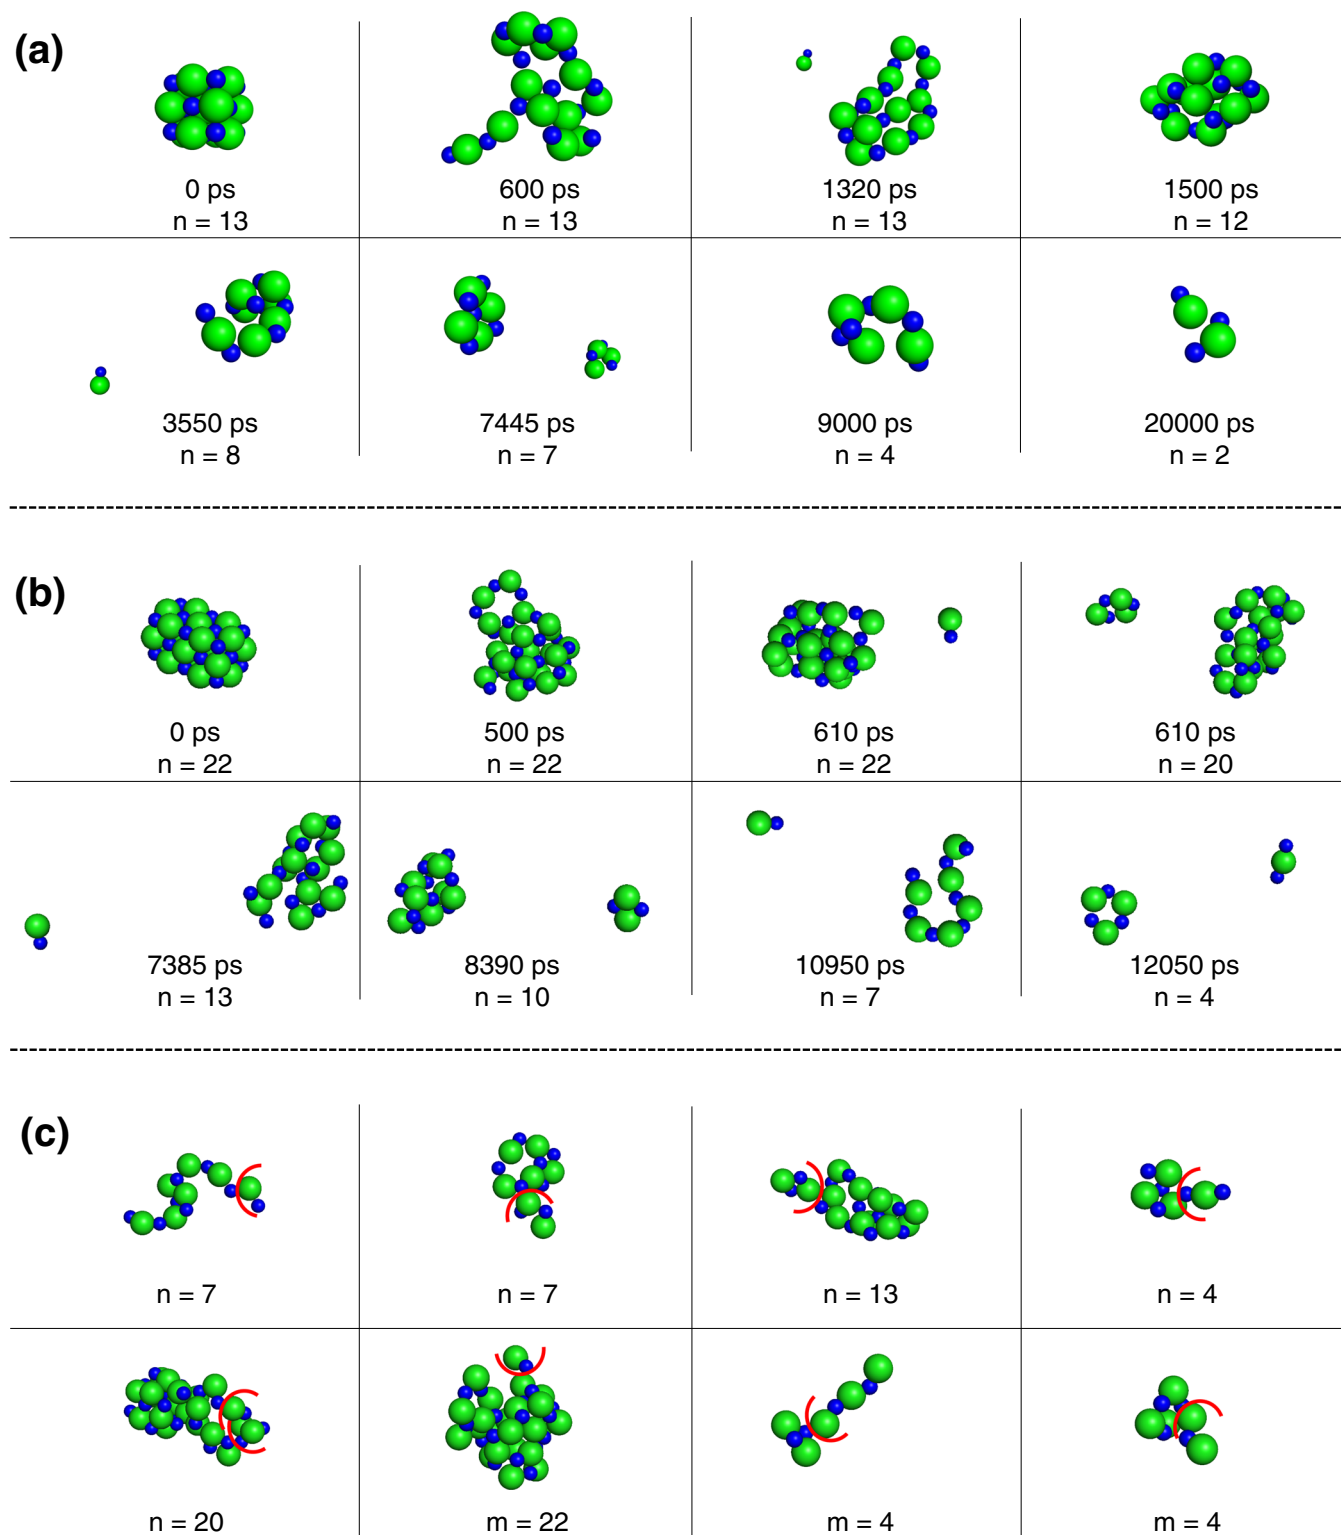 (a)
0 ps
n = 13
600 ps
n = 13
1320 ps
n = 13
1500 ps
n = 12
3550 ps
n = 8
7445 ps
n = 7
9000 ps
n = 4
20000 ps
n = 2
(b)
0 ps
n = 22
500 ps
n = 22
610 ps
n = 22
610 ps
n = 20
7385 ps
n = 13
8390 ps
n = 10
10950 ps
n = 7
12050 ps
n = 4
(c)
n = 7
n = 7
n = 13
n = 4
n = 20
m = 22
m = 4
m = 4